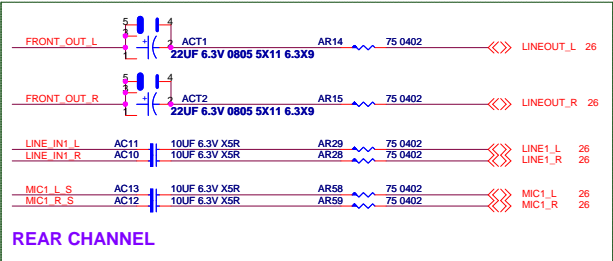 5 4
FRONT_OUT_L 1 2 ACT1 AR14 75 0402 LINEOUT_L 26
22UF 6.3V 0805 5X11 6.3X9
5 4
FRONT_OUT_R 1 2 ACT2 AR15 75 0402 LINEOUT_R 26
22UF 6.3V 0805 5X11 6.3X9
LINE_IN1_L AC11 10UF 6.3V X5R AR29 75 0402 LINE1_L 26
LINE_IN1_R AC10 10UF 6.3V X5R AR28 75 0402 LINE1_R 26
MIC1_L_S AC13 10UF 6.3V X5R AR58 75 0402 MIC1_L 26
MIC1_R_S AC12 10UF 6.3V X5R AR59 75 0402 MIC1_R 26
REAR CHANNEL